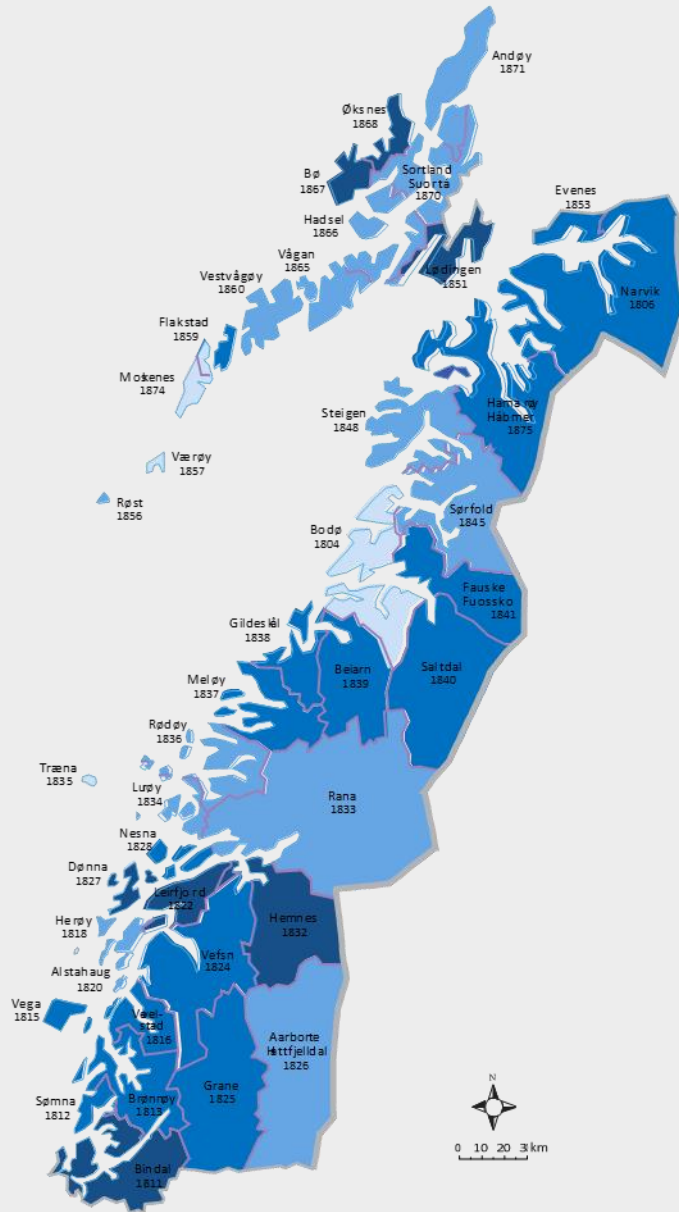 Andøy
1871
Øksnes
1868
Bø
1867
Sortland
Suortá
1870
Evenes
1853
Hadsel
1866
Vågan
1865
Lødingen
1851
Narvik
1806
Vestvågøy
1860
Flakstad
1859
Moskenes
1874
Hamarøy
Hábmer
1875
Steigen
1848
Værøy
1857
Røst
1856
Sørfold
1845
Bodø
1804
Fauske
Fuossko
1841
Gildeskål
1838
Beiarn
1839
Saltdal
1840
Meløy
1837
Rødøy
1836
Træna
1835
Lurøy
1834
Rana
1833
Nesna
1828
Dønna
1827
Leirfjord
1822
Herøy
1818
Hemnes
1832
Vefsn
1824
Alstahaug
1820
Vega
1815
Vevel-
stad
1816
Aarborte
Hattfjelldal
1826
Grane
1825
Sømna
1812
Brønnøy
1813
Bindal
1811
N
0 10 20 30 km